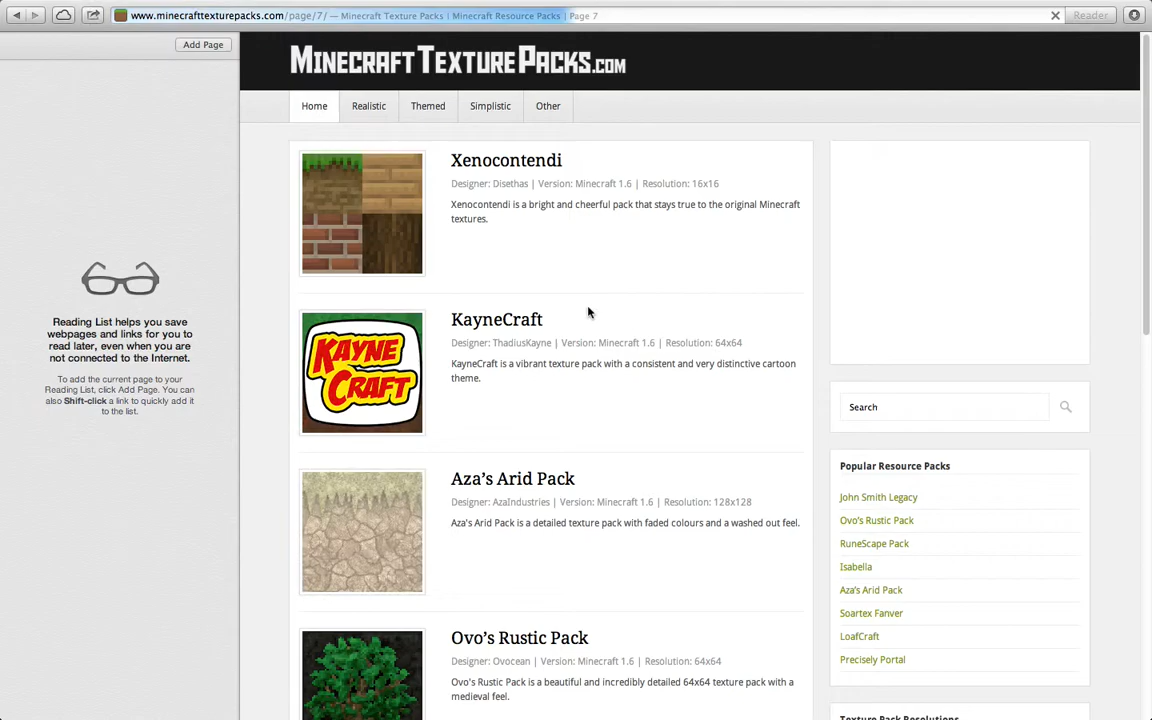 www.minecrafttexturepacks.com/page/7/ — Minecraft Texture Packs | Minecraft Resource Packs | Page 7
Reader
Add Page
MINECRAFTTEXTUREPACKS.COM
Home
Realistic
Themed
Simplistic
Other
Reading List helps you save
webpages and links for you to
read later, even when you are
not connected to the Internet.
To add the current page to your
Reading List, click Add Page. You can
also Shift-click a link to quickly add it
to the list.
Xenocontendi
Designer: Disethas | Version: Minecraft 1.6 | Resolution: 16x16
Xenocontendi is a bright and cheerful pack that stays true to the original Minecraft
textures.
KAYNE
CRAFT
KayneCraft
Designer: ThadiusKayne | Version: Minecraft 1.6 | Resolution: 64x64
KayneCraft is a vibrant texture pack with a consistent and very distinctive cartoon
theme.
Aza's Arid Pack
Designer: AzaIndustries | Version: Minecraft 1.6 | Resolution: 128x128
Aza's Arid Pack is a detailed texture pack with faded colours and a washed out feel.
Ovo's Rustic Pack
Designer: Ovocean | Version: Minecraft 1.6 | Resolution: 64x64
Ovo's Rustic Pack is a beautiful and incredibly detailed 64x64 texture pack with a
medieval feel.
Search
Popular Resource Packs
John Smith Legacy
Ovo's Rustic Pack
RuneScape Pack
Isabella
Aza's Arid Pack
Soartex Fanver
LoafCraft
Precisely Portal
Texture Pack Resolutions